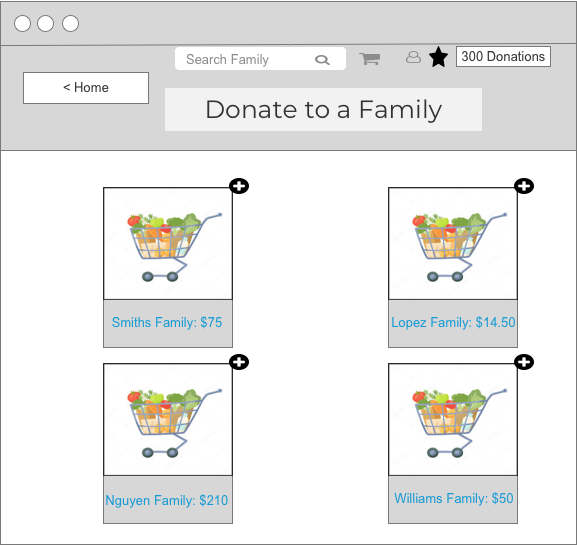 Search Family
300 Donations
< Home
Donate to a Family
Smiths Family: $75
Lopez Family: $14.50
Nguyen Family: $210
Williams Family: $50